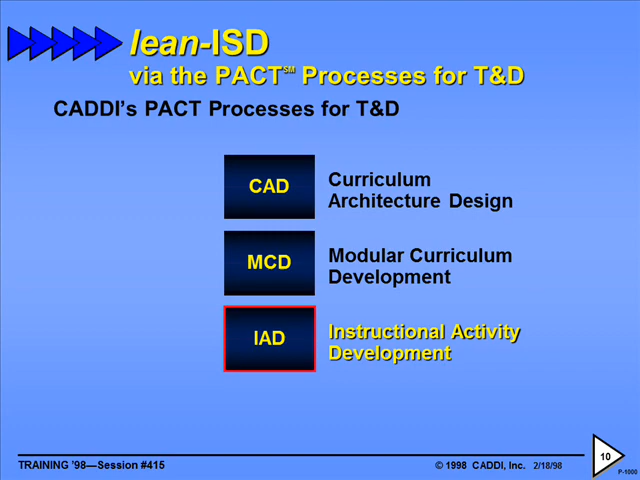 lean-ISD
via the PACT℠ Processes for T&D
CADDI's PACT Processes for T&D
CAD
Curriculum
Architecture Design
MCD
Modular Curriculum
Development
IAD
Instructional Activity
Development
TRAINING '98—Session #415
© 1998 CADDI, Inc. 2/18/98
10
P-1000